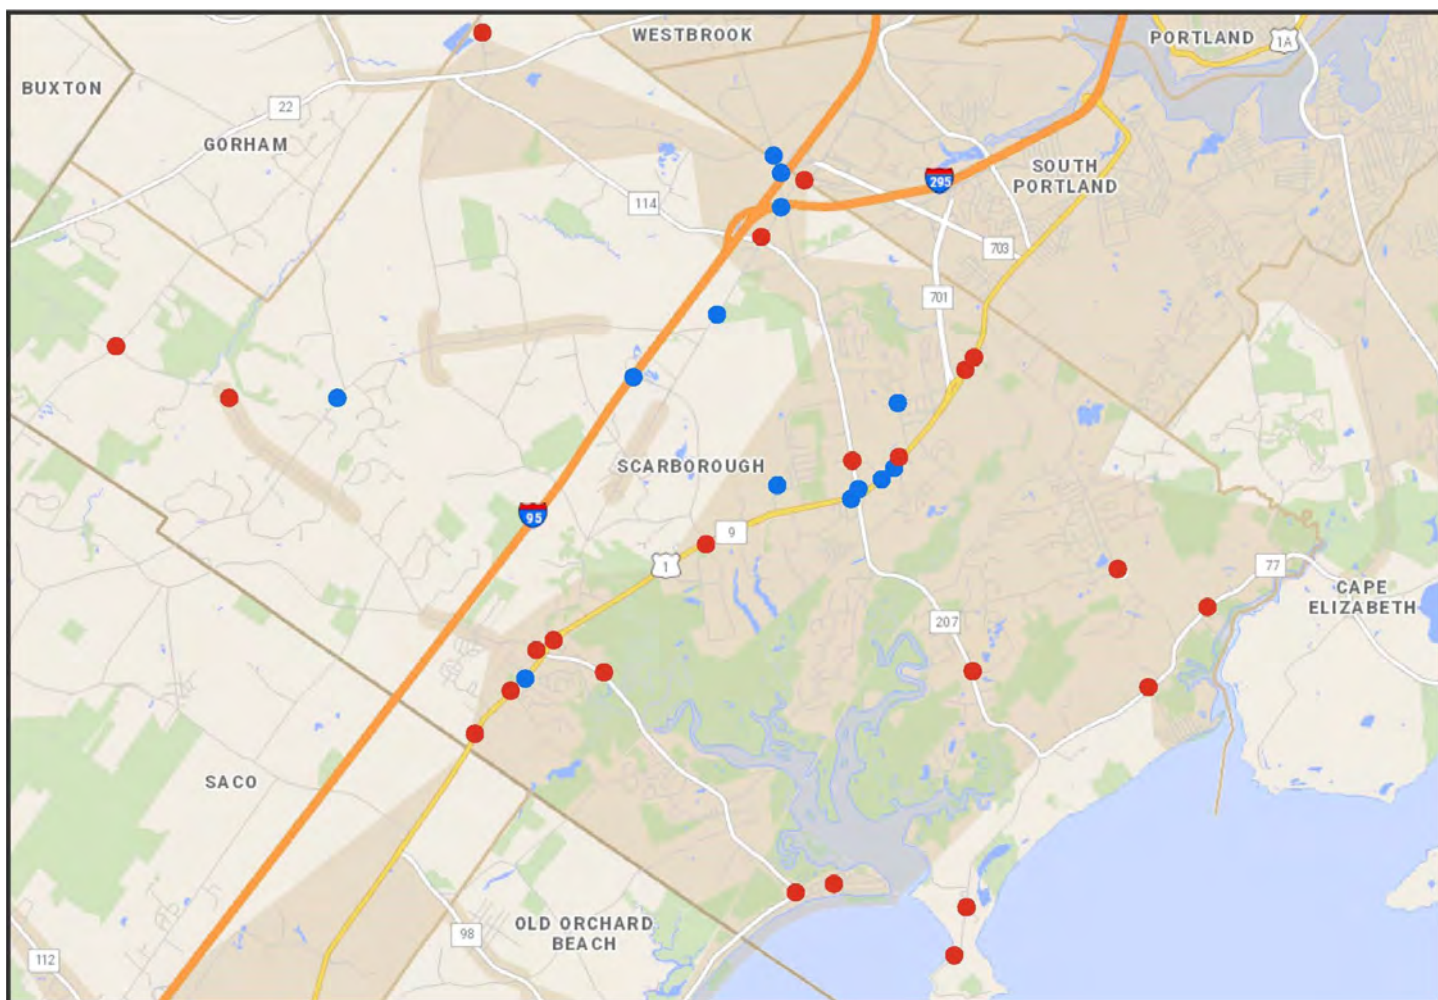 WESTBROOK
PORTLAND
1A
BUXTON
22
GORHAM
SOUTH
PORTLAND
295
114
703
701
SCARBOROUGH
95
9
1
77
CAPE
ELIZABETH
207
SACO
OLD ORCHARD
BEACH
98
112